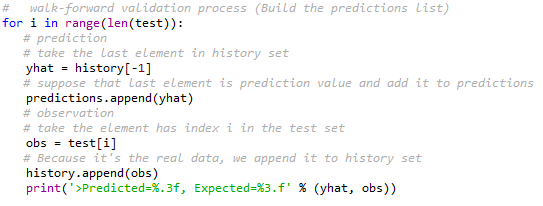 #   walk-forward validation process (Build the predictions list)
for i in range(len(test)):
   # prediction
   # take the last element in history set
   yhat = history[-1]
   # suppose that last element is prediction value and add it to predictions
   predictions.append(yhat)
   # observation
   # take the element has index i in the test set
   obs = test[i]
   # Because it's the real data, we append it to history set
   history.append(obs)
   print('>Predicted=%.3f, Expected=%3.f' % (yhat, obs))